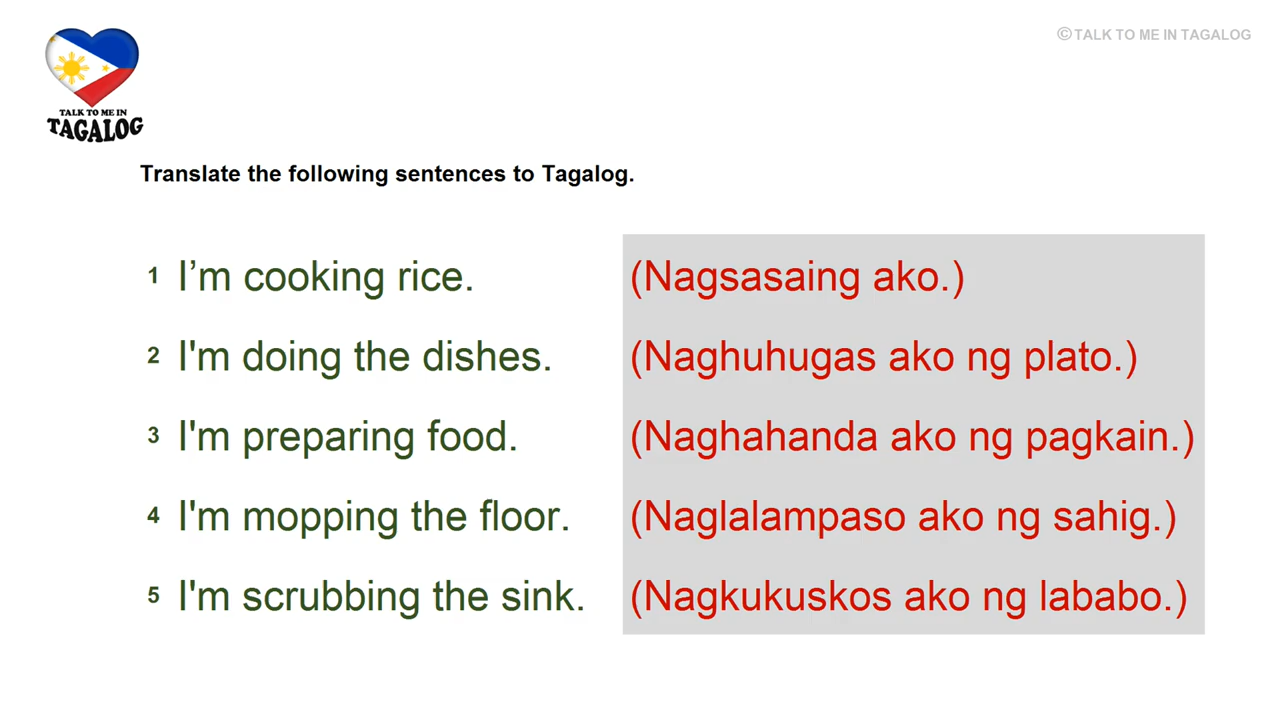 © TALK TO ME IN TAGALOG
TALK TO ME IN
TAGALOG
Translate the following sentences to Tagalog.
1 I’m cooking rice. (Nagsasaing ako.)
2 I'm doing the dishes. (Naghuhugas ako ng plato.)
3 I'm preparing food. (Naghahanda ako ng pagkain.)
4 I'm mopping the floor. (Naglalampaso ako ng sahig.)
5 I'm scrubbing the sink. (Nagkukuskos ako ng lababo.)